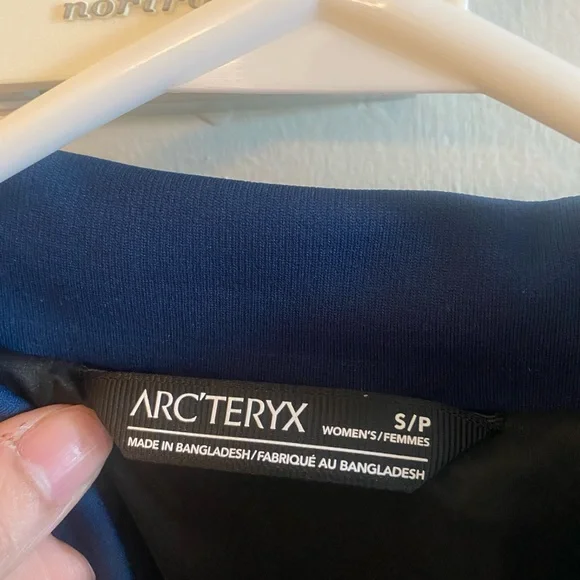 ARC'TERYX
S/P
WOMEN'S/FEMMES
MADE IN BANGLADESH/FABRIQUÉ AU BANGLADESH